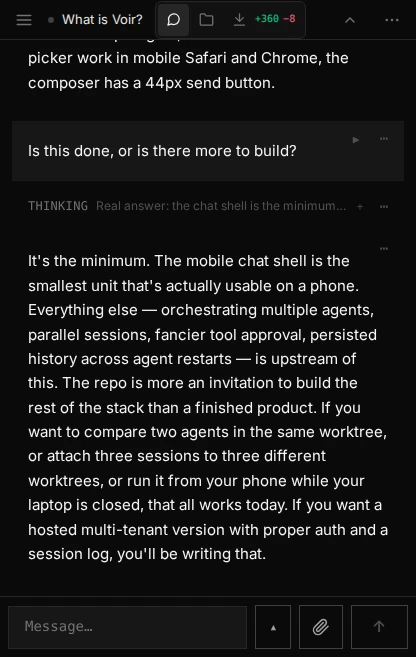 What is Voir?
+360 −8
picker work in mobile Safari and Chrome, the
composer has a 44px send button.
Is this done, or is there more to build?
THINKING Real answer: the chat shell is the minimum…
It's the minimum. The mobile chat shell is the
smallest unit that's actually usable on a phone.
Everything else — orchestrating multiple agents,
parallel sessions, fancier tool approval, persisted
history across agent restarts — is upstream of
this. The repo is more an invitation to build the
rest of the stack than a finished product. If you
want to compare two agents in the same worktree,
or attach three sessions to three different
worktrees, or run it from your phone while your
laptop is closed, that all works today. If you want a
hosted multi-tenant version with proper auth and a
session log, you'll be writing that.
Message…